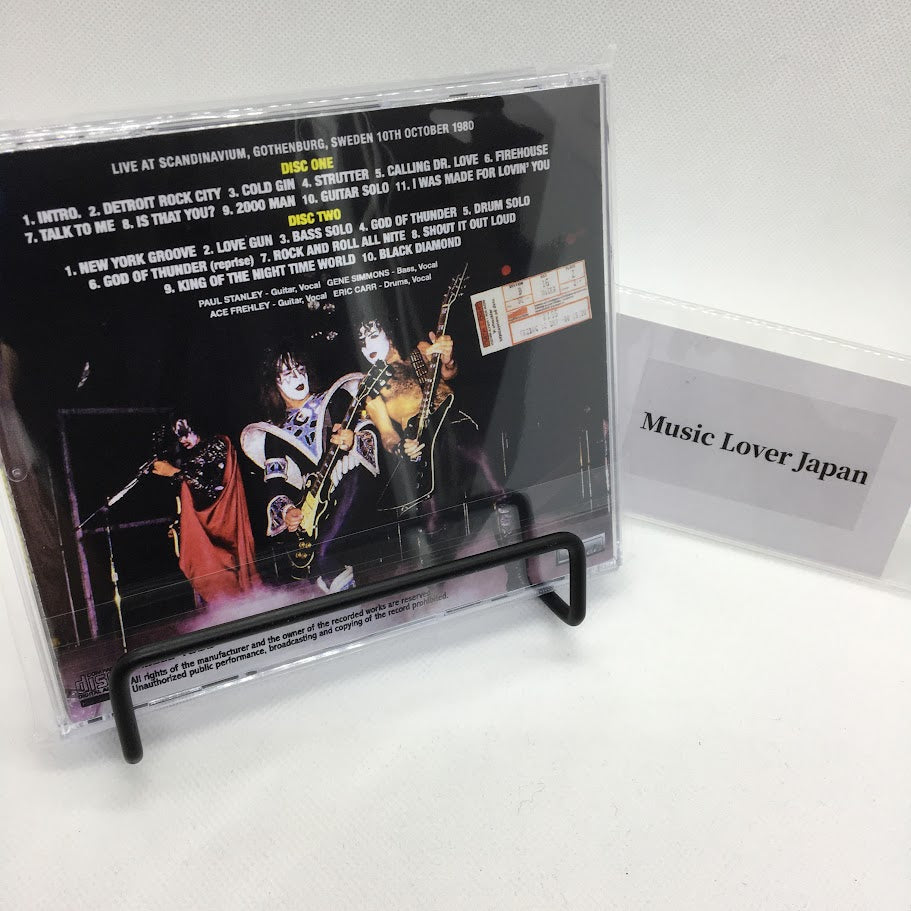 LIVE AT SCANDINAVIUM, GOTHENBURG, SWEDEN 10TH OCTOBER 1980
DISC ONE
1. INTRO. 2. DETROIT ROCK CITY 3. COLD GIN 4. STRUTTER 5. CALLING DR. LOVE 6. FIREHOUSE
7. TALK TO ME 8. IS THAT YOU? 9. 2000 MAN 10. GUITAR SOLO 11. I WAS MADE FOR LOVIN' YOU
DISC TWO
1. NEW YORK GROOVE 2. LOVE GUN 3. BASS SOLO 4. GOD OF THUNDER 5. DRUM SOLO
6. GOD OF THUNDER (reprise) 7. ROCK AND ROLL ALL NITE 8. SHOUT IT OUT LOUD
9. KING OF THE NIGHT TIME WORLD 10. BLACK DIAMOND
PAUL STANLEY - Guitar, Vocal GENE SIMMONS - Bass, Vocal
ACE FREHLEY - Guitar, Vocal ERIC CARR - Drums, Vocal
Music Lover Japan
All rights of the manufacturer and the owner of the recorded works are reserved.
Unauthorized public performance, broadcasting and copying of the record prohibited.